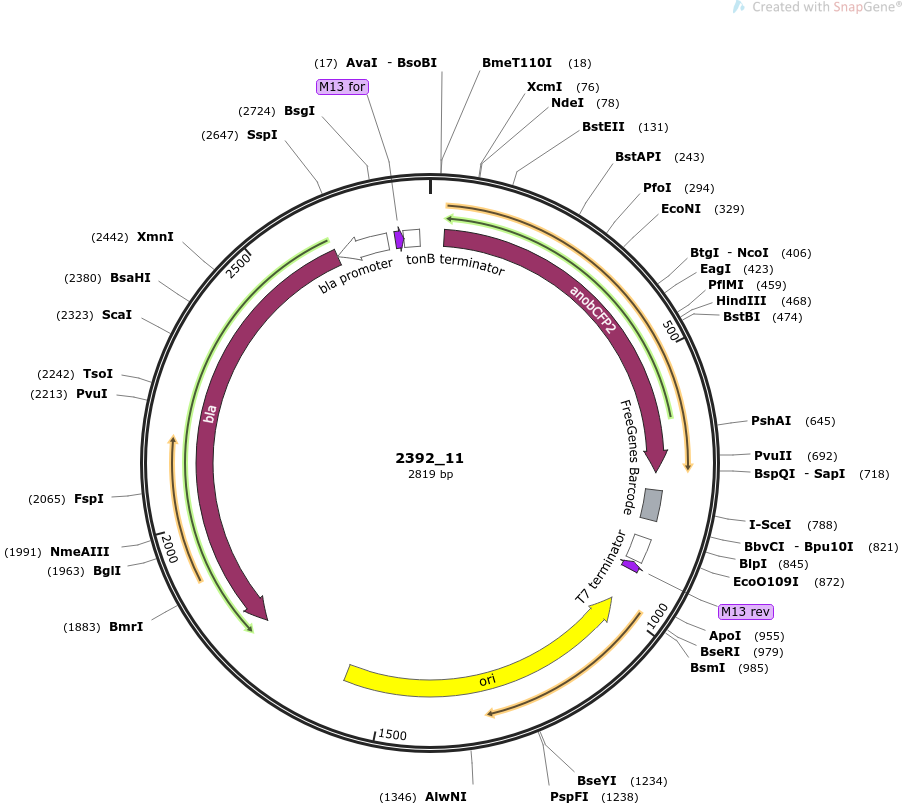 Created with SnapGene®
(17) AvaI - BsoBI
BmeT110I (18)
M13 for
XcmI (76)
NdeI (78)
(2724) BsgI
BstEII (131)
(2647) SspI
BstAPI (243)
PfoI (294)
EcoNI (329)
(2442) XmnI
BtgI - NcoI (406)
(2380) BsaHI
EagI (423)
PflMI (459)
HindIII (468)
(2323) ScaI
BstBI (474)
(2242) TsoI
(2213) PvuI
PshAI (645)
PvuII (692)
BspQI - SapI (718)
(2065) FspI
I-SceI (788)
(1991) NmeAIII
BbvCI - Bpu10I (821)
(1963) BglI
BlpI (845)
EcoO109I (872)
M13 rev
(1883) BmrI
ApoI (955)
BseRI (979)
BsmI (985)
BseYI (1234)
(1346) AlwNI
PspFI (1238)
2500
500
2000
1000
1500
bla promoter
tonB terminator
anobCFP2
bla
FreeGenes Barcode
T7 terminator
ori
2392_11
2819 bp